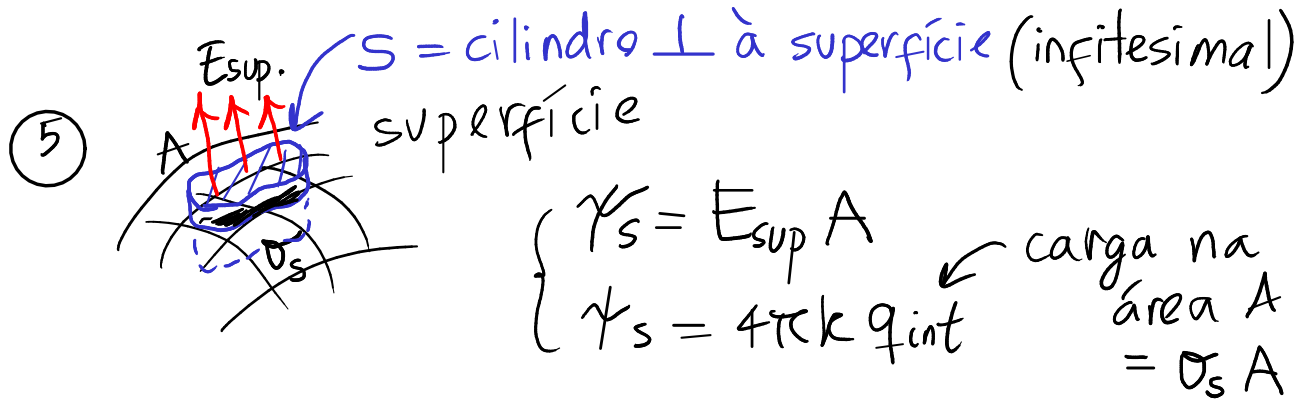 Esup. S = cilindro ⊥ à superfície (infitesimal)
5 A superfície
σs
ψs = Esup A
ψs = 4πk qint
carga na
área A
= σs A